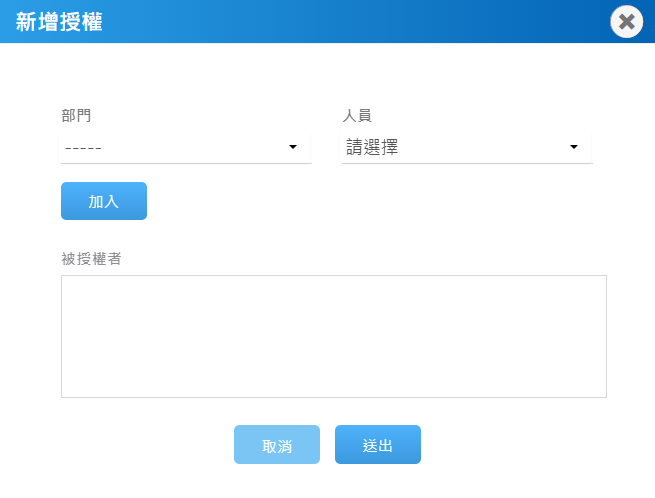 新增授權
部門
人員
-----
請選擇
加入
被授權者
取消
送出